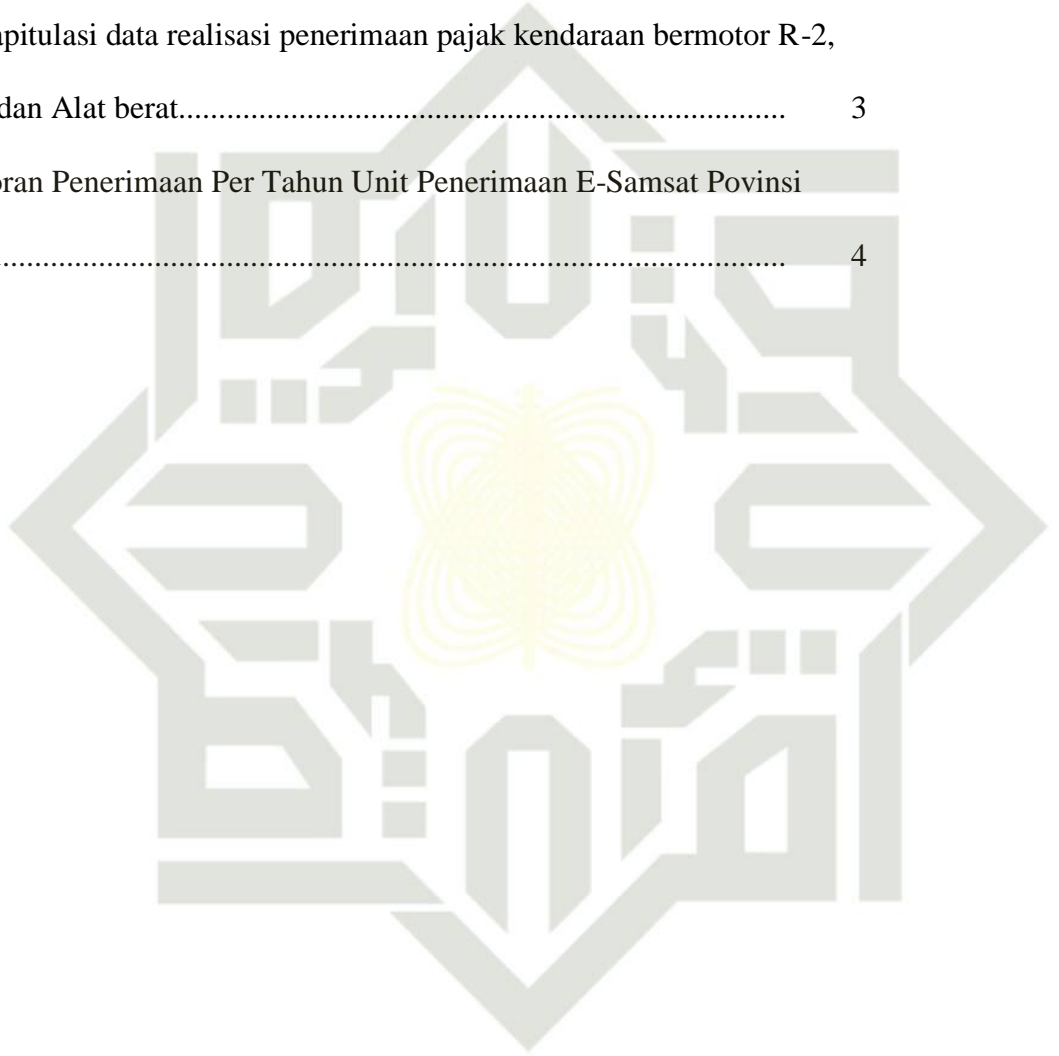 apitulasi data realisasi penerimaan pajak kendaraan bermotor R-2,
dan Alat berat............................................................................ 3
oran Penerimaan Per Tahun Unit Penerimaan E-Samsat Povinsi
.................................................................................................. 4